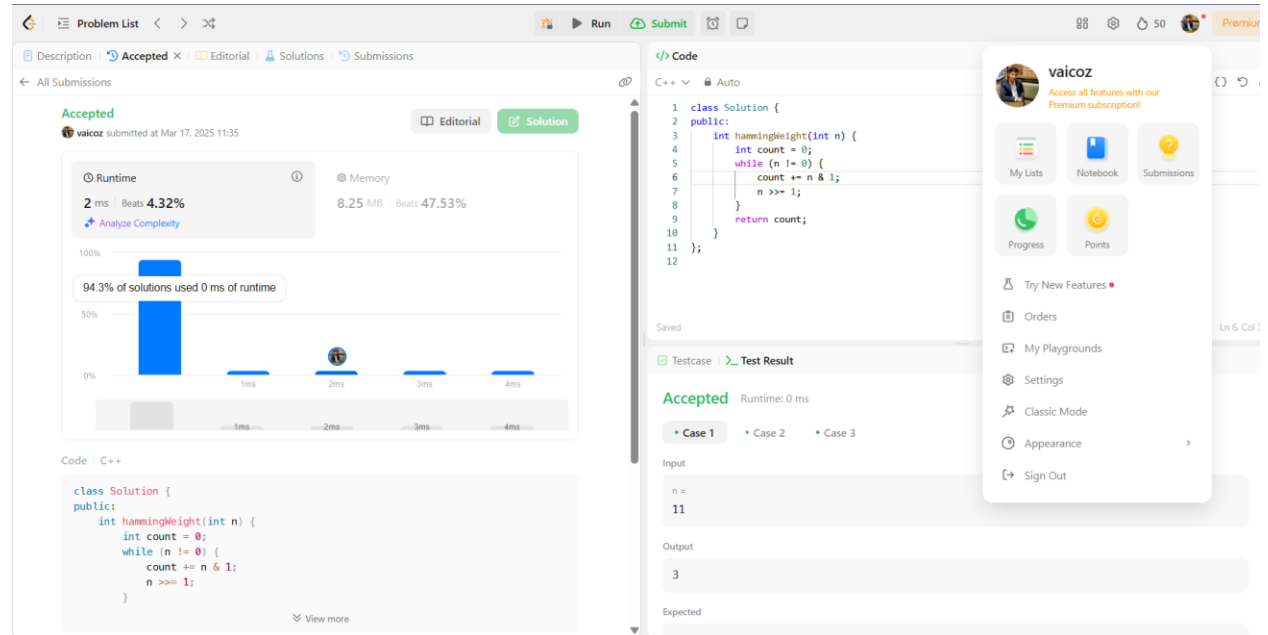 Problem List
Run
Submit
50
Premium
Description
Accepted
Editorial
Solutions
Submissions
All Submissions
Accepted
vaicoz submitted at Mar 17, 2025 11:35
Editorial
Solution
Runtime
2 ms Beats 4.32%
Analyze Complexity
Memory
8.25 MB Beats 47.53%
100%
94.3% of solutions used 0 ms of runtime
50%
0%
1ms 2ms 3ms 4ms
1ms 2ms 3ms 4ms
Code C++
class Solution {
public:
int hammingWeight(int n) {
int count = 0;
while (n != 0) {
count += n & 1;
n >>= 1;
}
View more
</> Code
C++ Auto
{}
1 class Solution {
2 public:
3 int hammingWeight(int n) {
4 int count = 0;
5 while (n != 0) {
6 count += n & 1;
7 n >>= 1;
8 }
9 return count;
10 }
11 };
12
Saved
Ln 6, Col
Testcase
>_ Test Result
Accepted Runtime: 0 ms
• Case 1 • Case 2 • Case 3
Input
n =
11
Output
3
Expected
vaicoz
Access all features with our
Premium subscription!
My Lists
Notebook
Submissions
Progress
Points
Try New Features
Orders
My Playgrounds
Settings
Classic Mode
Appearance
Sign Out